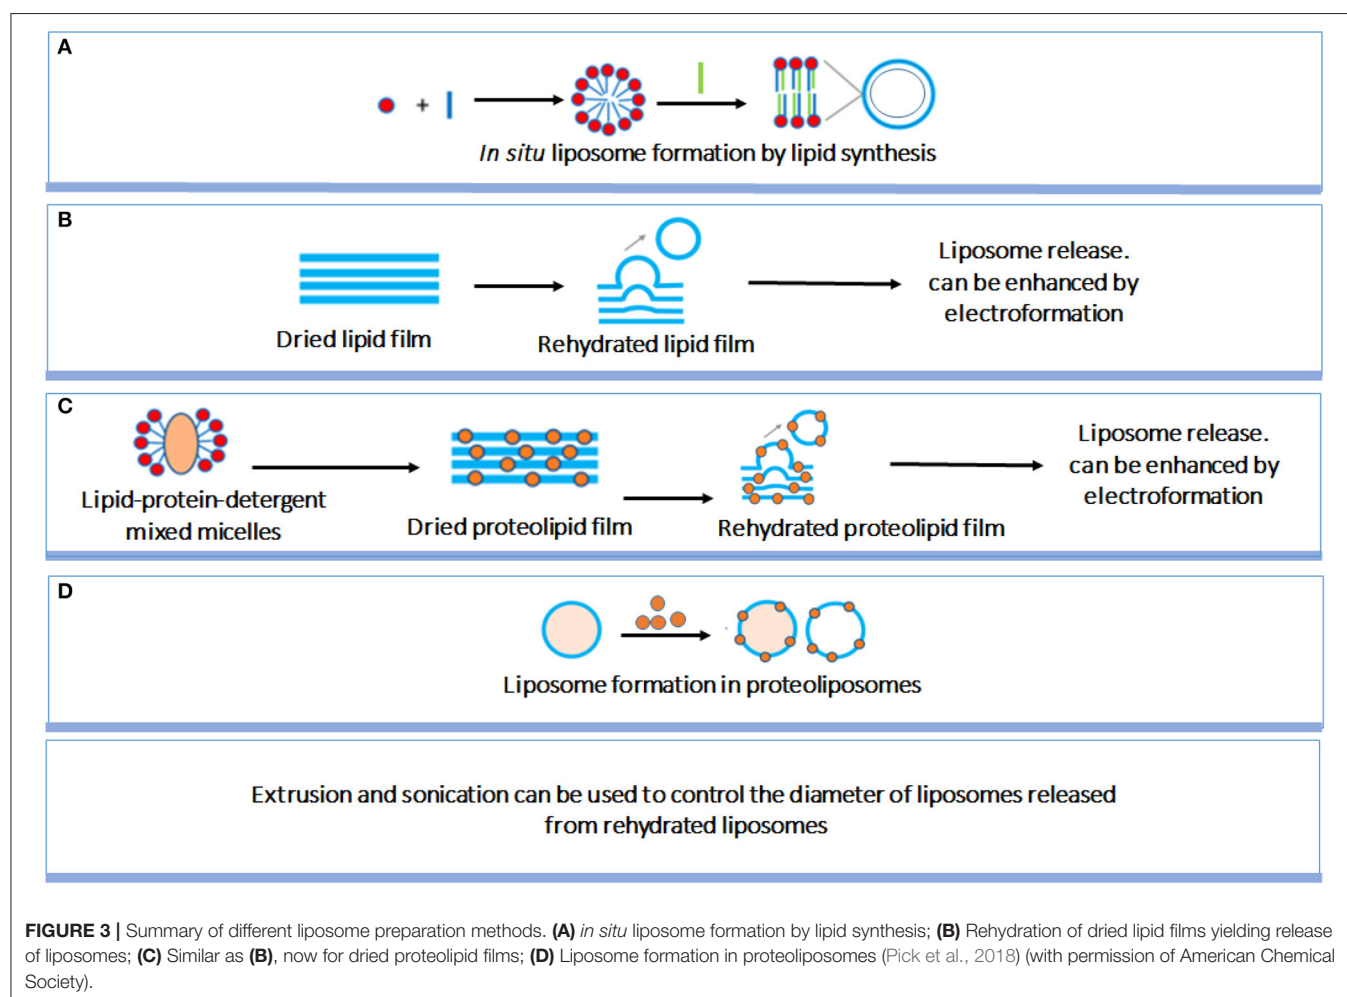 A
+
In situ liposome formation by lipid synthesis
B
Dried lipid film
Rehydrated lipid film
Liposome release.
can be enhanced by
electroformation
C
Lipid-protein-detergent
mixed micelles
Dried proteolipid film
Rehydrated proteolipid film
Liposome release.
can be enhanced by
electroformation
D
Liposome formation in proteoliposomes
Extrusion and sonication can be used to control the diameter of liposomes released
from rehydrated liposomes
FIGURE 3 | Summary of different liposome preparation methods. (A) in situ liposome formation by lipid synthesis; (B) Rehydration of dried lipid films yielding release
of liposomes; (C) Similar as (B), now for dried proteolipid films; (D) Liposome formation in proteoliposomes (Pick et al., 2018) (with permission of American Chemical
Society).